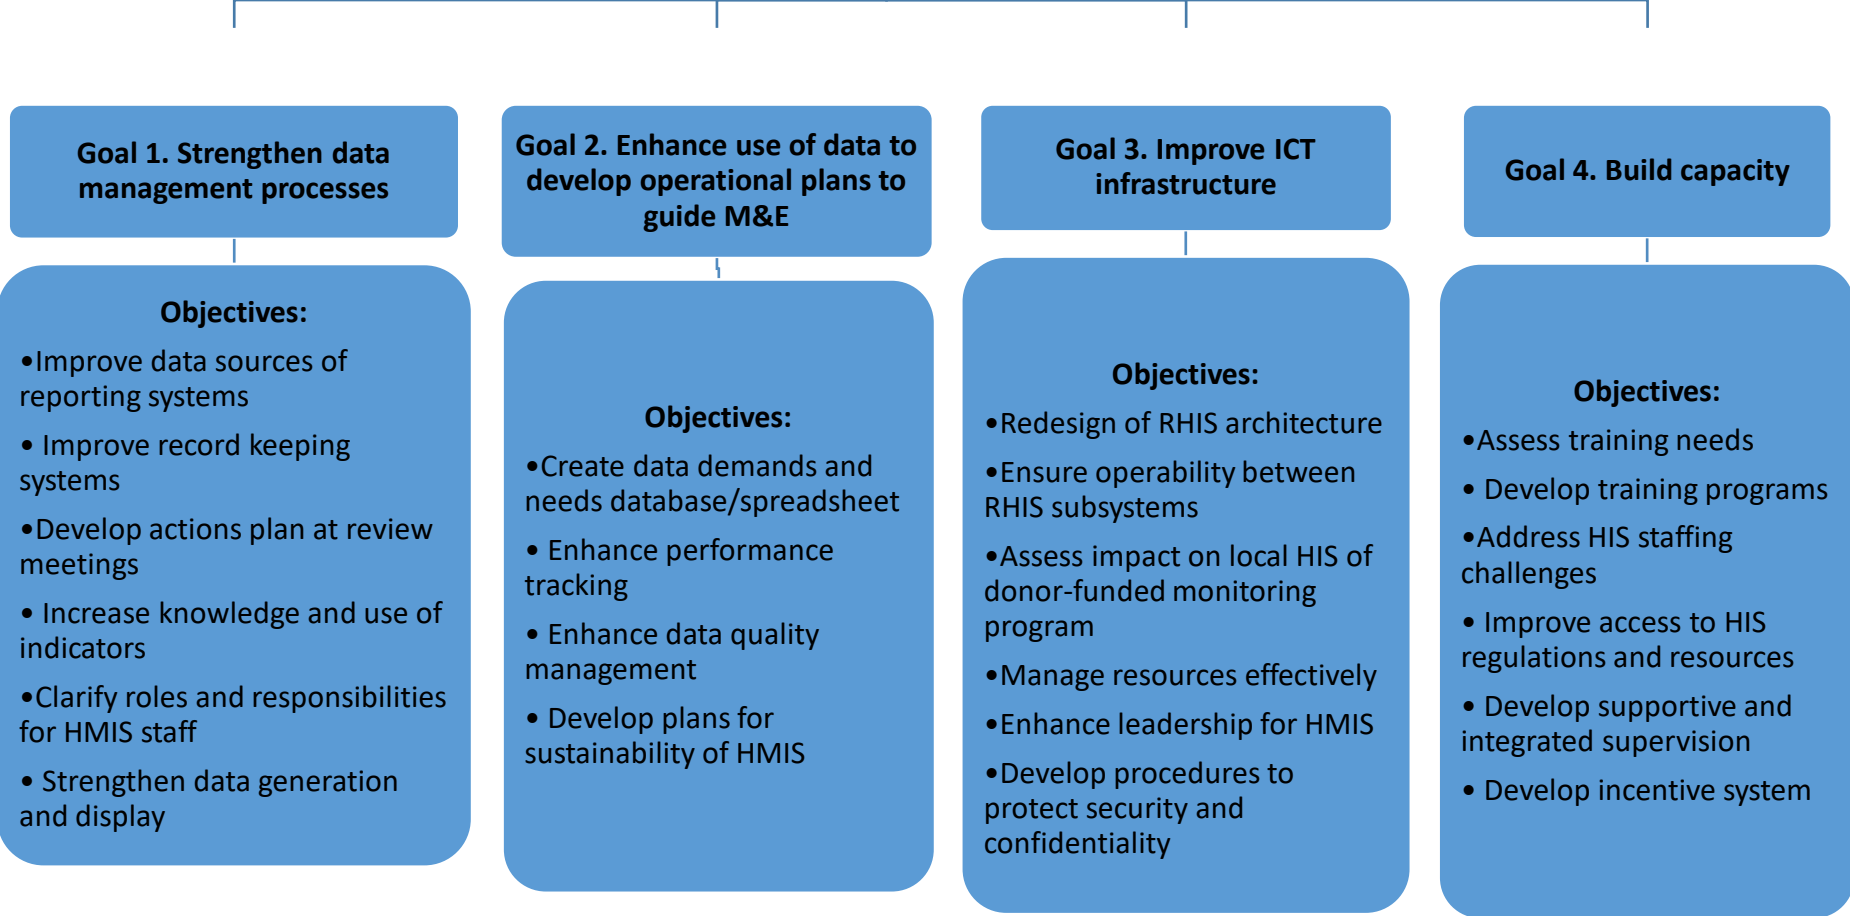 Goal 1. Strengthen data
management processes
Objectives:
•Improve data sources of
reporting systems
• Improve record keeping
systems
•Develop actions plan at review
meetings
• Increase knowledge and use of
indicators
•Clarify roles and responsibilities
for HMIS staff
• Strengthen data generation
and display
Goal 2. Enhance use of data to
develop operational plans to
guide M&E
Objectives:
•Create data demands and
needs database/spreadsheet
• Enhance performance
tracking
• Enhance data quality
management
• Develop plans for
sustainability of HMIS
Goal 3. Improve ICT
infrastructure
Objectives:
•Redesign of RHIS architecture
•Ensure operability between
RHIS subsystems
•Assess impact on local HIS of
donor-funded monitoring
program
•Manage resources effectively
•Enhance leadership for HMIS
•Develop procedures to
protect security and
confidentiality
Goal 4. Build capacity
Objectives:
•Assess training needs
• Develop training programs
•Address HIS staffing
challenges
• Improve access to HIS
regulations and resources
• Develop supportive and
integrated supervision
• Develop incentive system